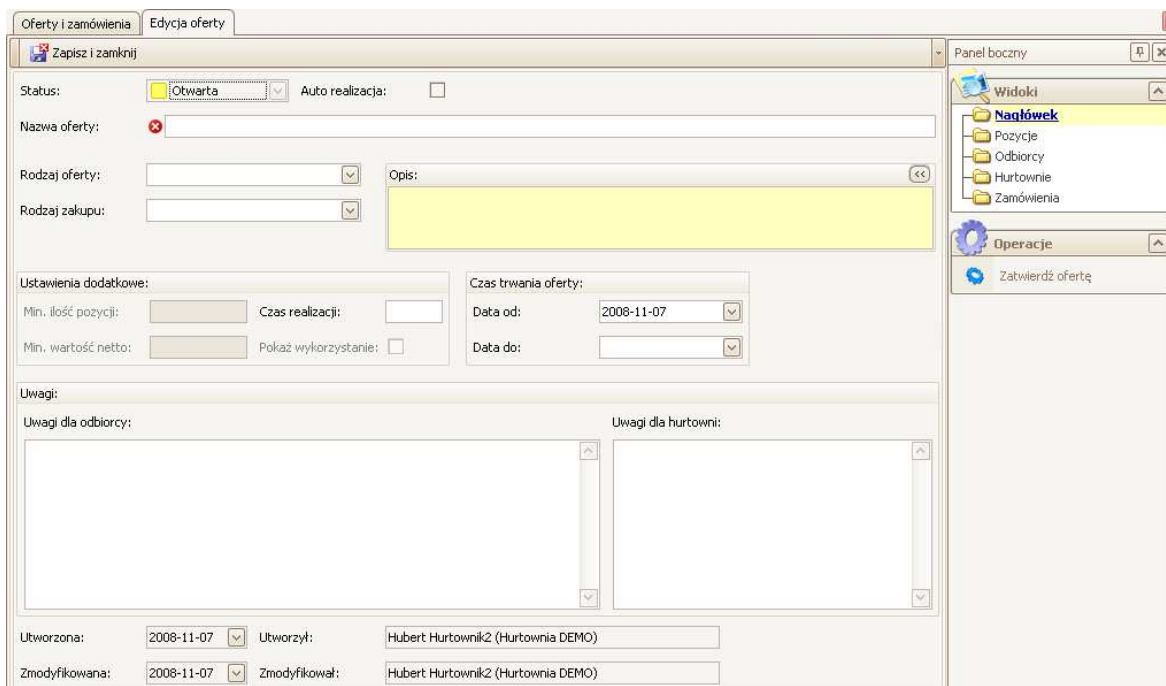 Oferty i zamówienia Edycja oferty
Zapisz i zamknij
Status: Otwarta Auto realizacja:
Nazwa oferty:
Rodzaj oferty: Opis: <<
Rodzaj zakupu:
Ustawienia dodatkowe: Czas trwania oferty:
Min. ilość pozycji: Czas realizacji: Data od: 2008-11-07
Min. wartość netto: Pokaż wykorzystanie: Data do:
Uwagi:
Uwagi dla odbiorcy: Uwagi dla hurtowni:
Utworzona: 2008-11-07 Utworzył: Hubert Hurtownik2 (Hurtownia DEMO)
Zmodyfikowana: 2008-11-07 Zmodyfikował: Hubert Hurtownik2 (Hurtownia DEMO)
Panel boczny
Widoki
Nagłówek
Pozycje
Odbiorcy
Hurtownie
Zamówienia
Operacje
Zatwierdź ofertę